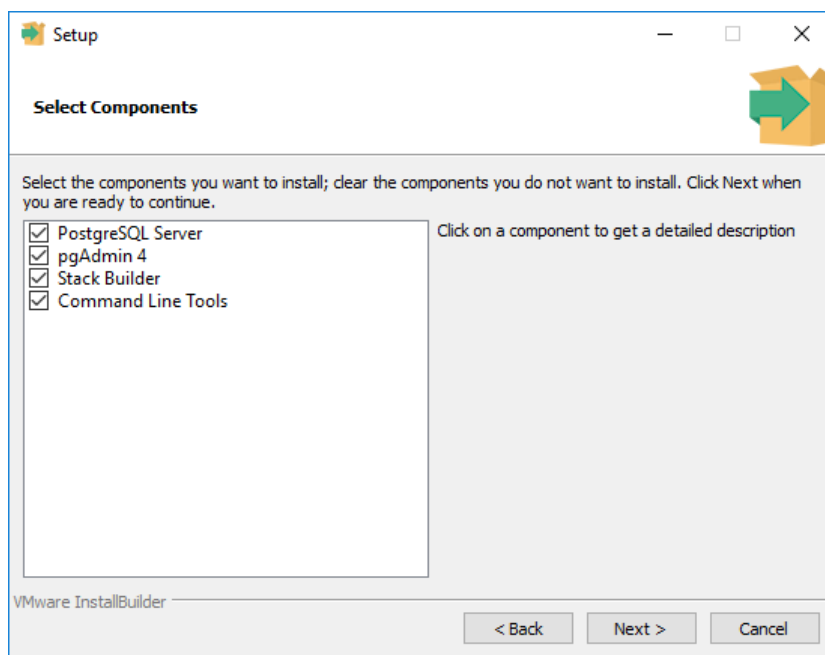 Setup
Select Components
Select the components you want to install; clear the components you do not want to install. Click Next when
you are ready to continue.
PostgreSQL Server
pgAdmin 4
Stack Builder
Command Line Tools
Click on a component to get a detailed description
VMware InstallBuilder
< Back
Next >
Cancel